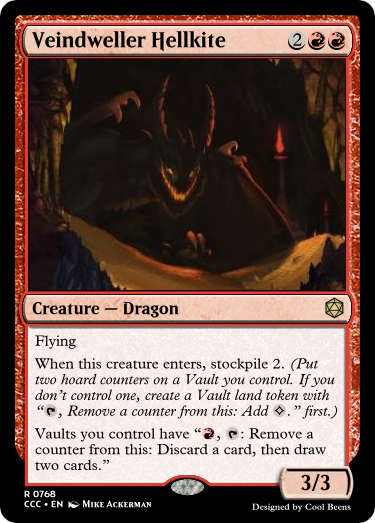 Veindweller Hellkite 2
Creature — Dragon
Flying
When this creature enters, stockpile 2. (Put
two hoard counters on a Vault you control. If you
don't control one, create a Vault land token with
“, Remove a counter from this: Add .” first.)
Vaults you control have “, : Remove a
counter from this: Discard a card, then draw
two cards.”
3/3
R 0768
CCC • EN Mike Ackerman
Designed by Cool Beens